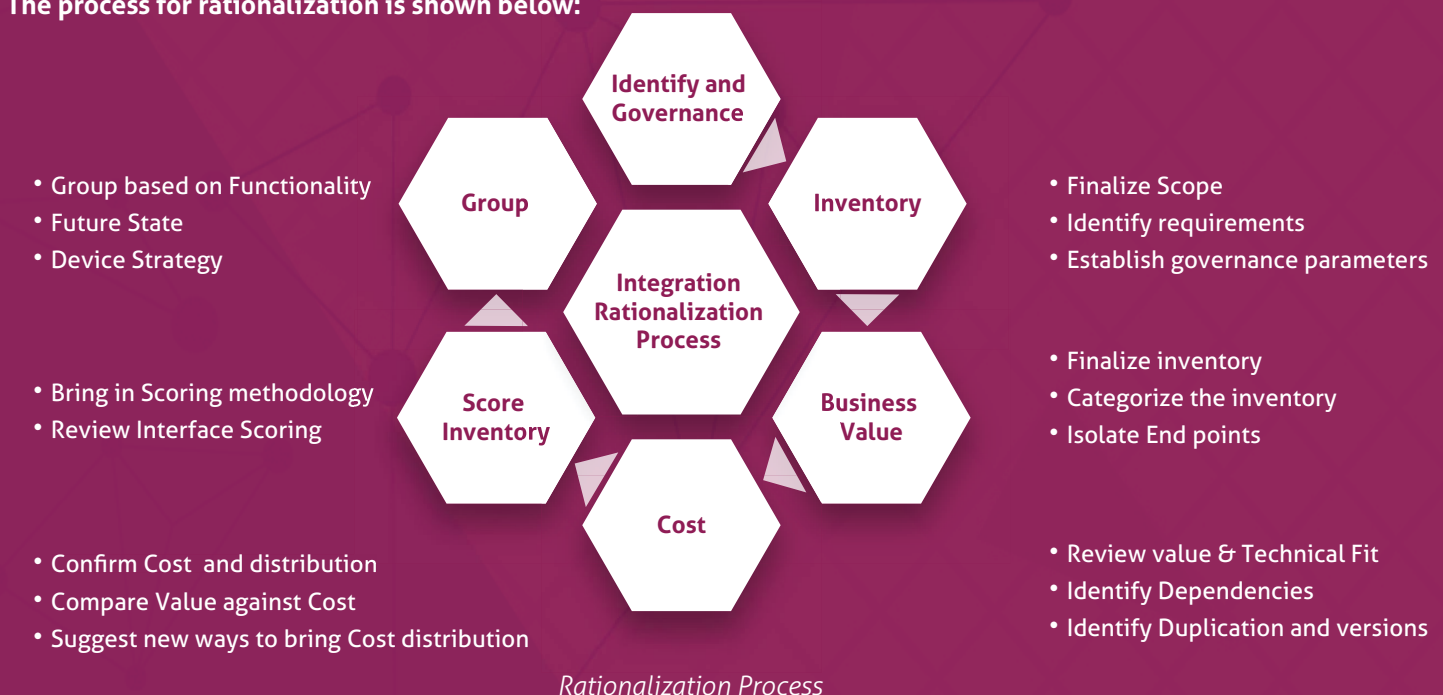 The process for rationalization is shown below:
Identify and
Governance
Group
Inventory
Integration
Rationalization
Process
Score
Inventory
Business
Value
Cost
• Group based on Functionality
• Future State
• Device Strategy
• Bring in Scoring methodology
• Review Interface Scoring
• Confirm Cost and distribution
• Compare Value against Cost
• Suggest new ways to bring Cost distribution
• Finalize Scope
• Identify requirements
• Establish governance parameters
• Finalize inventory
• Categorize the inventory
• Isolate End points
• Review value & Technical Fit
• Identify Dependencies
• Identify Duplication and versions
Rationalization Process